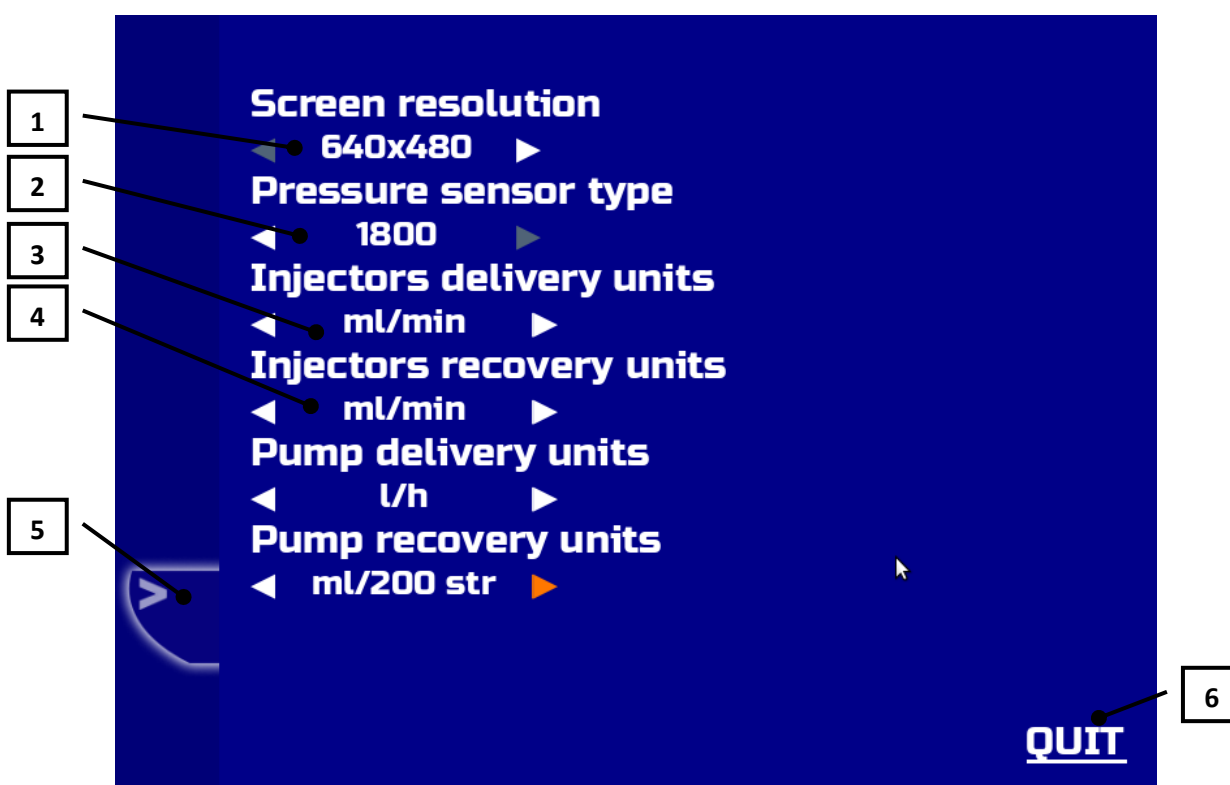 1
2
3
4
5
6
Screen resolution
640x480
Pressure sensor type
1800
Injectors delivery units
ml/min
Injectors recovery units
ml/min
Pump delivery units
l/h
Pump recovery units
ml/200 str
>
QUIT